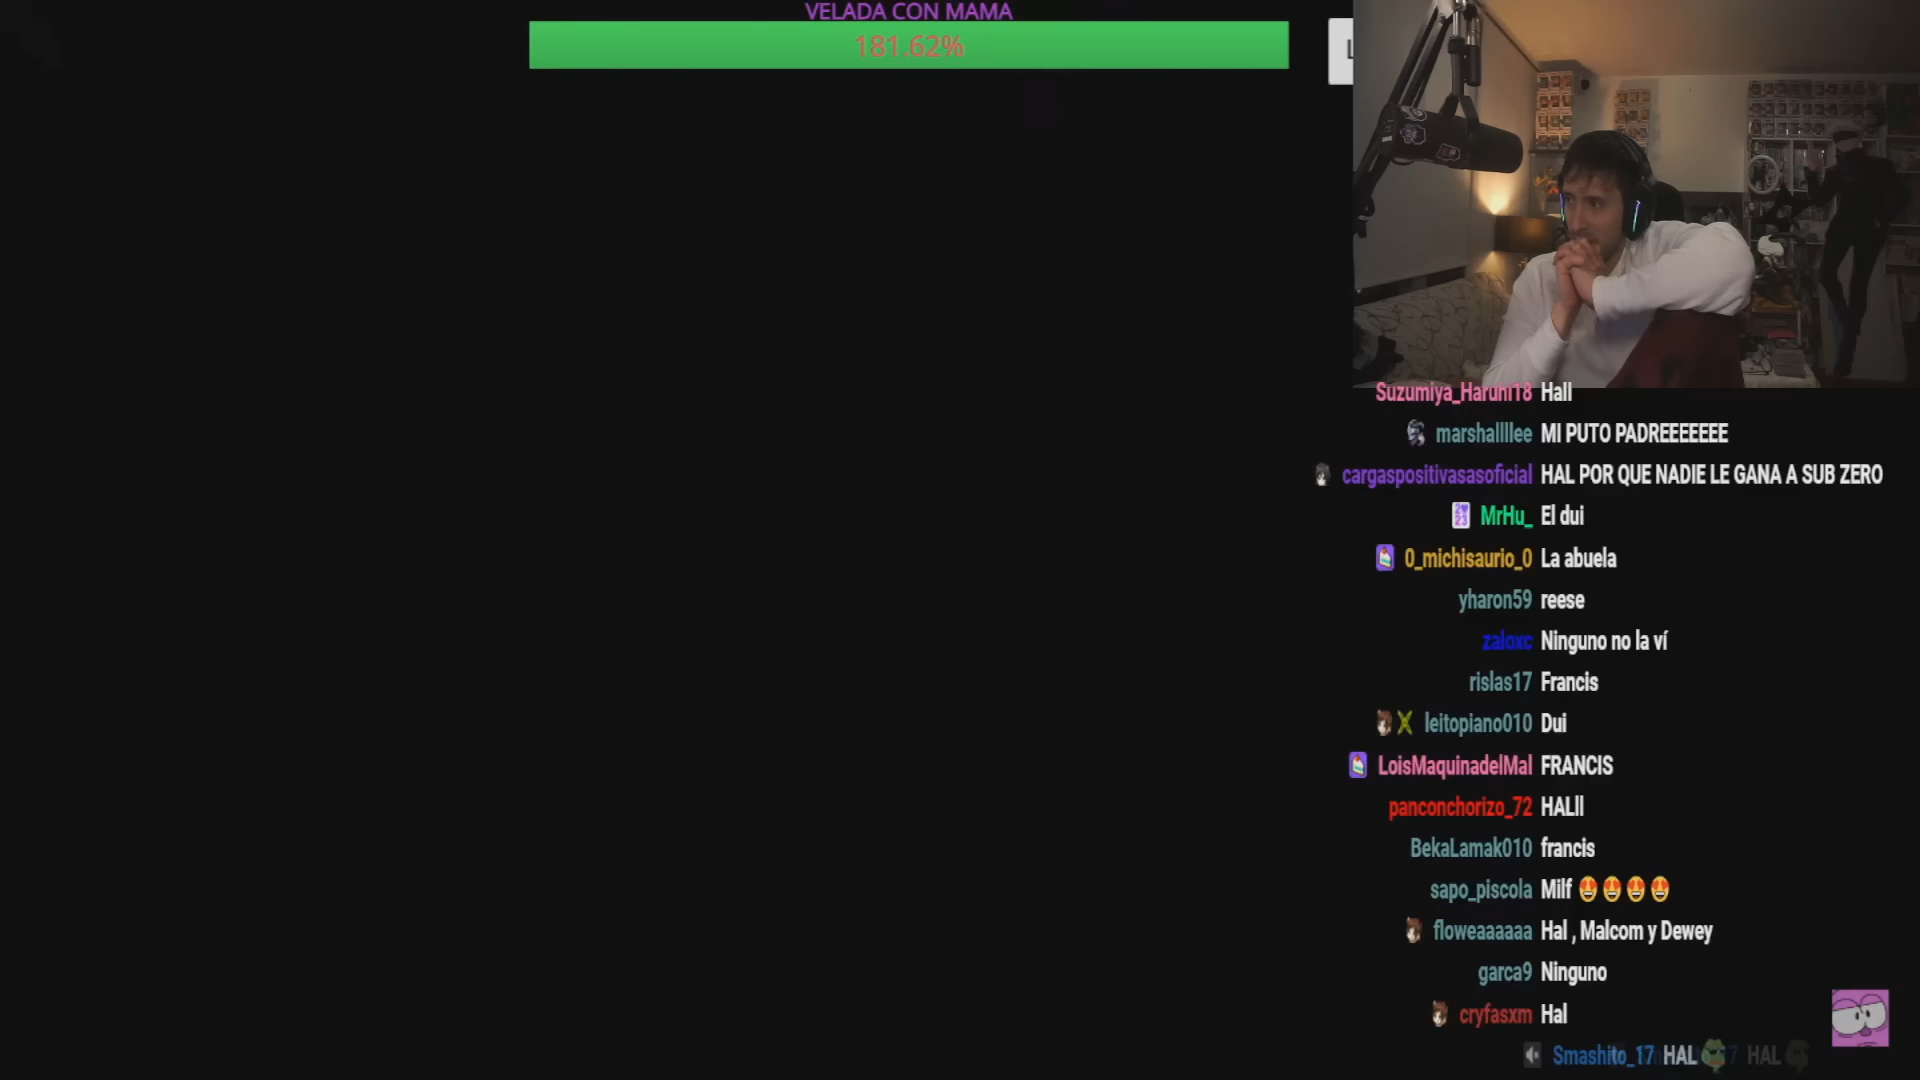 VELADA CON MAMA
181.62%
Suzumiya_Haruhi18 Hall
marshallllee MI PUTO PADREEEEEEE
cargaspositivasasoficial HAL POR QUE NADIE LE GANA A SUB ZERO
MrHu_ El dui
0_michisaurio_0 La abuela
yharon59 reese
zaloxc Ninguno no la ví
rislas17 Francis
leitopiano010 Dui
LoisMaquinadelMal FRANCIS
panconchorizo_72 HALll
BekaLamak010 francis
sapo_piscola Milf 😍😍😍😍
floweaaaaaa Hal , Malcom y Dewey
garca9 Ninguno
cryfasxm Hal
Smashito_17 HAL HAL